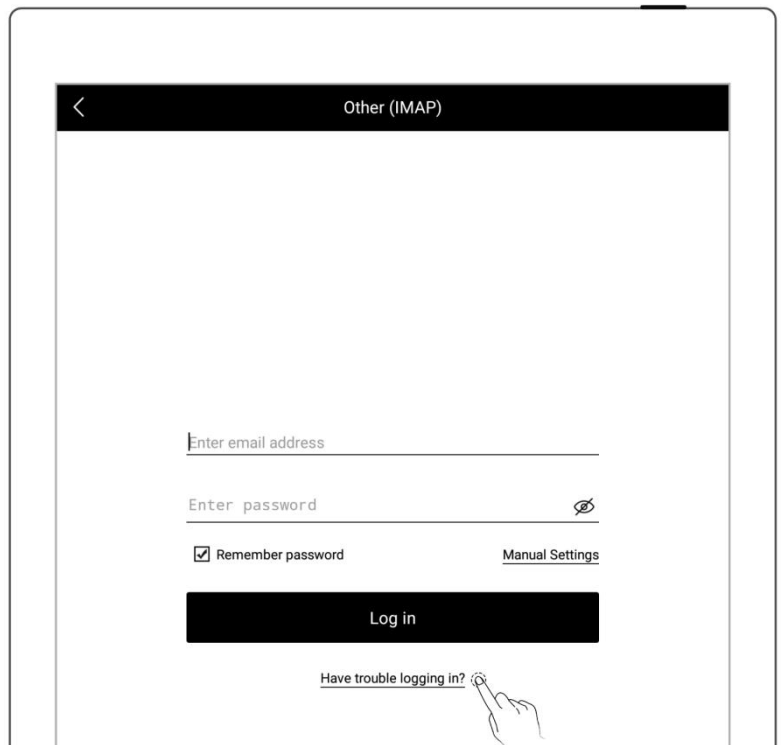 Other (IMAP)
Enter email address
Enter password
Remember password
Manual Settings
Log in
Have trouble logging in?